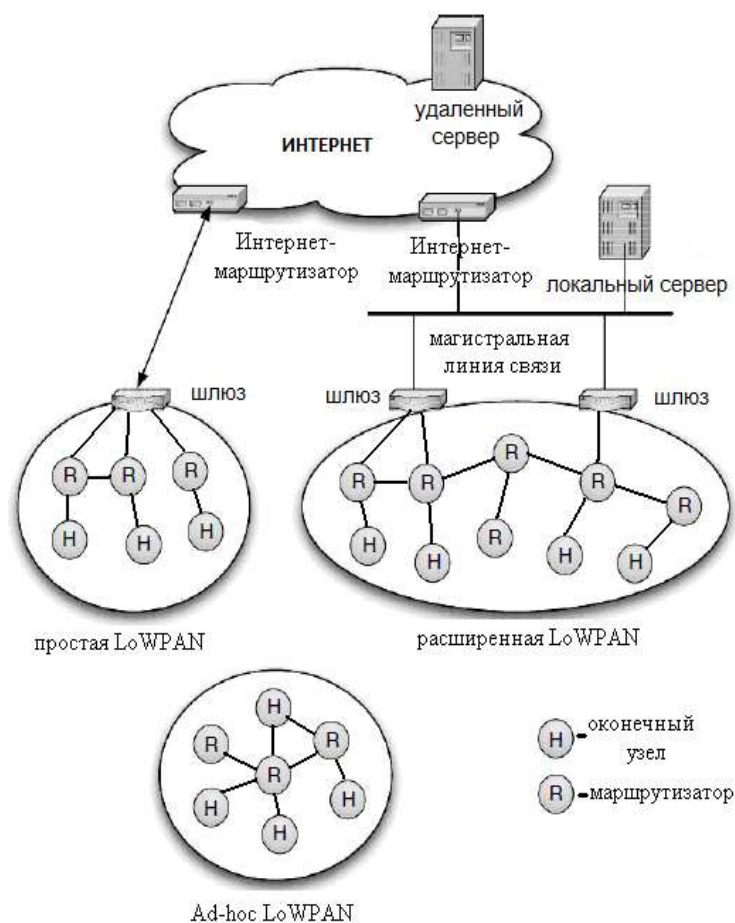 удаленный
сервер
ИНТЕРНЕТ
Интернет-
маршрутизатор
Интернет-
маршрутизатор
локальный сервер
магистральная
линия связи
шлюз
шлюз
шлюз
R
R
R
H
H
H
R
R
R
R
R
H
H
R
H
H
простая LoWPAN
расширенная LoWPAN
H
R
R
R
H
H
H
H
-оконечный
узел
R
-маршрутизатор
Ad-hoc LoWPAN